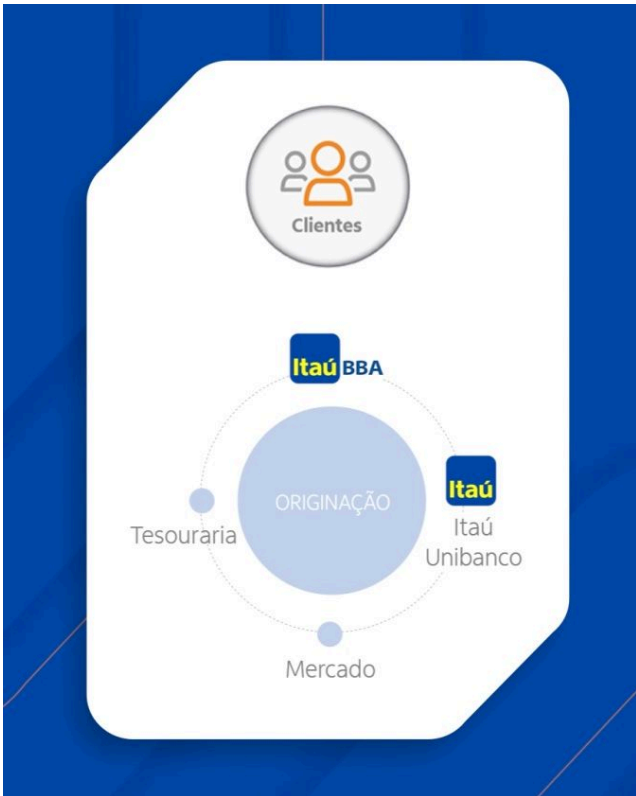 Clientes
Itaú BBA
ORIGINAÇÃO
Itaú
Tesouraria
Itaú
Unibanco
Mercado